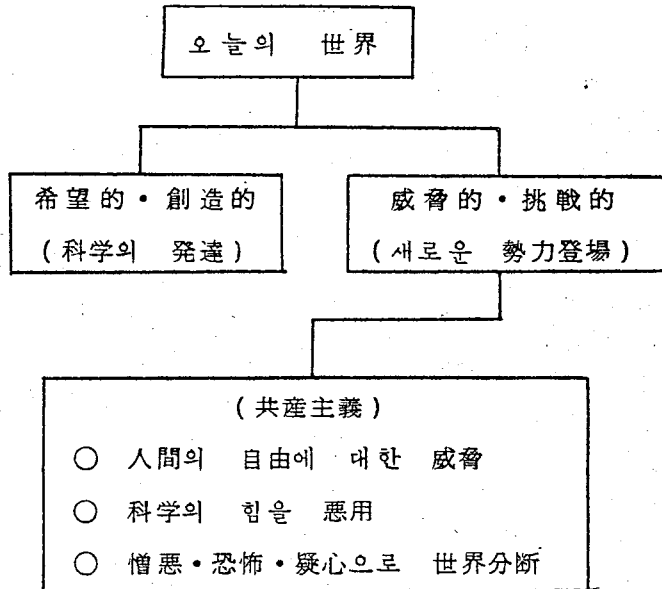 오늘의 世界
希望的・創造的
(科学의 発達)
威脅的・挑戦的
(새로운 勢力登場)
(共産主義)
○ 人間의 自由에 대한 威脅
○ 科学의 힘을 悪用
○ 憎悪・恐怖・疑心으로 世界分断